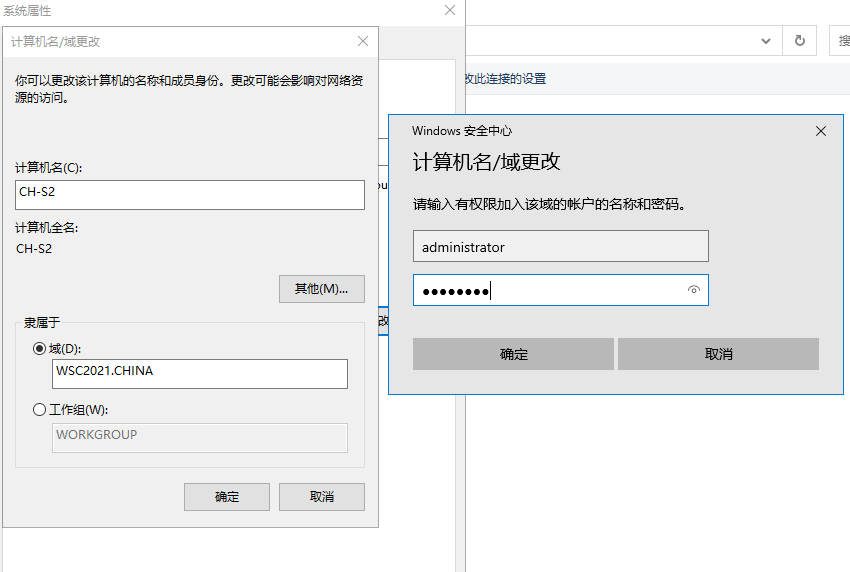 系统属性
计算机名/域更改
你可以更改该计算机的名称和成员身份。更改可能会影响对网络资
源的访问。
计算机名(C):
CH-S2
计算机全名:
CH-S2
其他(M)...
隶属于
域(D):
WSC2021.CHINA
工作组(W):
WORKGROUP
确定
取消
改此连接的设置
搜
Windows 安全中心
计算机名/域更改
请输入有权限加入该域的帐户的名称和密码。
administrator
●●●●●●●●
确定
取消